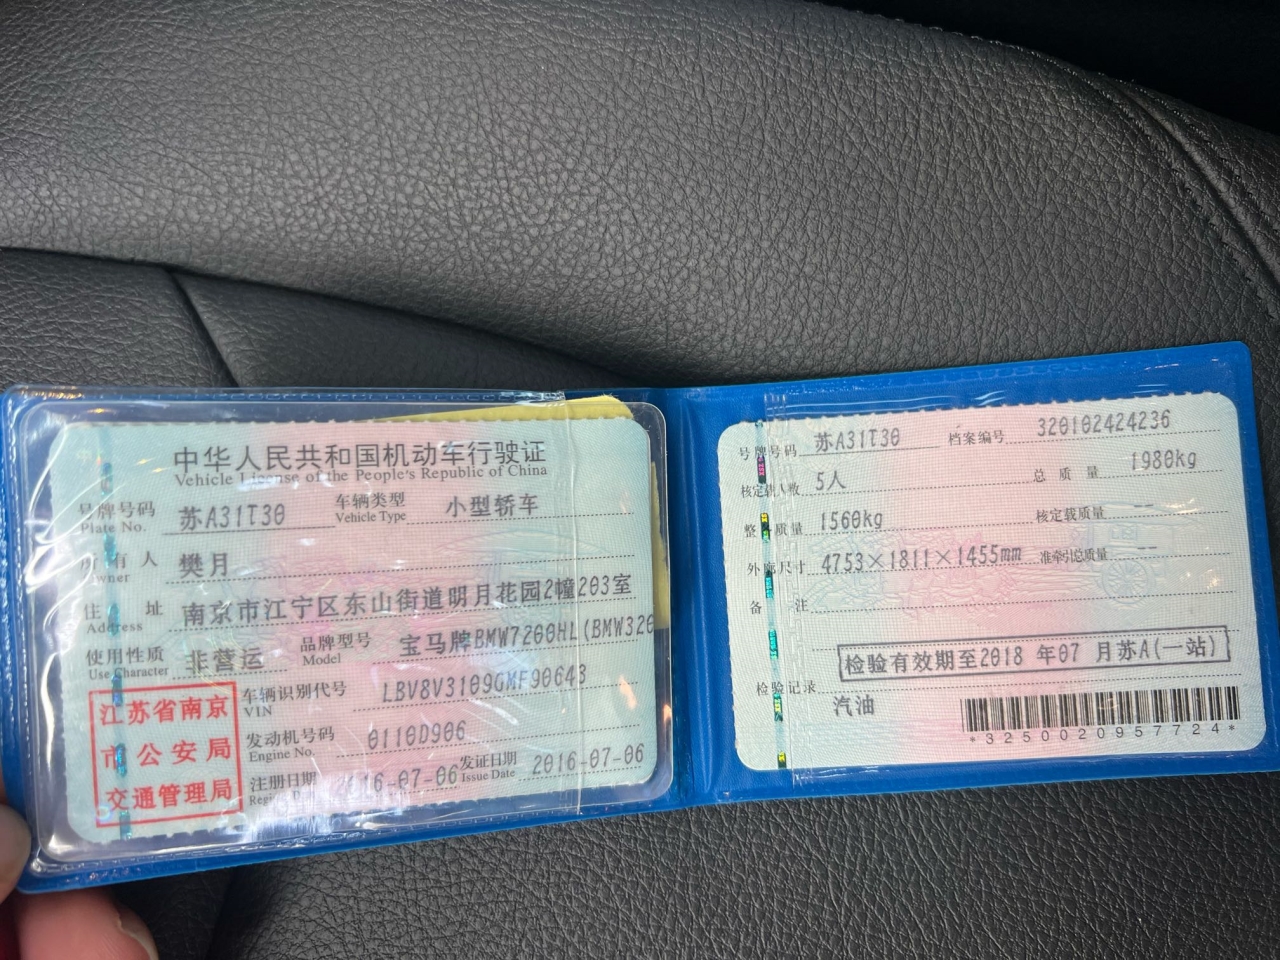 中华人民共和国机动车行驶证
Vehicle License of the People's Republic of China
号牌号码 苏A31T30 车辆类型 小型轿车
Plate No. Vehicle Type
所有人 樊月
Owner
住址 南京市江宁区东山街道明月花园2幢203室
Address
使用性质 非营运 品牌型号 宝马牌BMW7200HL(BMW320
Use Character Model
江苏省南京
市公安局
交通管理局
车辆识别代号 LBV8V3109GMF90643
VIN
发动机号码 0110D906
Engine No.
注册日期 2016-07-06 发证日期 2016-07-06
Issue Date
号牌号码 苏A31T30 档案编号 320102424236
核定载人数 5人 总质量 1980kg
整备质量 1560kg 核定载质量 --
外廓尺寸 4753×1811×1455mm 准牵引总质量 --
备注
检验有效期至2018 年07 月苏A(一站)
检验记录
汽油
*3250020957724*